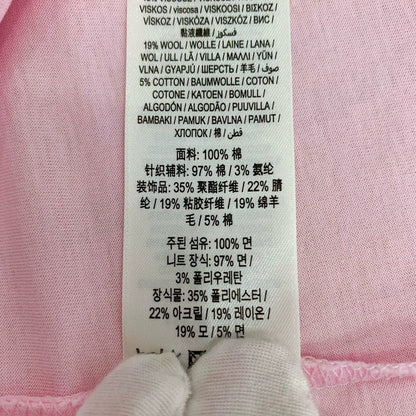 VISKOS / viscosa / VISKOOSI / BIZKOZ
/ VÍSKOZ / VISKÓZA / VISZKÓZ / ВИС /
黏液纖維 / فسكوز
19% WOOL / WOLLE / LAINE / LANA /
WOL / ULL / LÃ / VILLA / ΜΑΛΛΙ / YÜN /
VLNA / GYAPJÚ / ШЕРСТЬ / 羊毛 / صوف
5% COTTON / BAUMWOLLE / COTON /
COTONE / KATOEN / BOMULL /
ALGODÓN / ALGODÃO / PUUVILLA /
BAMBAKI / PAMUK / BAVLNA / PAMUT /
ХЛОПОК / 棉 / قطن
面料: 100% 棉
针织辅料: 97% 棉 / 3% 氨纶
装饰品: 35% 聚酯纤维 / 22% 腈
纶 / 19% 粘胶纤维 / 19% 绵羊
毛 / 5% 棉
주된 섬유: 100% 면
니트 장식: 97% 면 /
3% 폴리우레탄
장식물: 35% 폴리에스터 /
22% 아크릴 / 19% 레이온 /
19% 모 / 5% 면